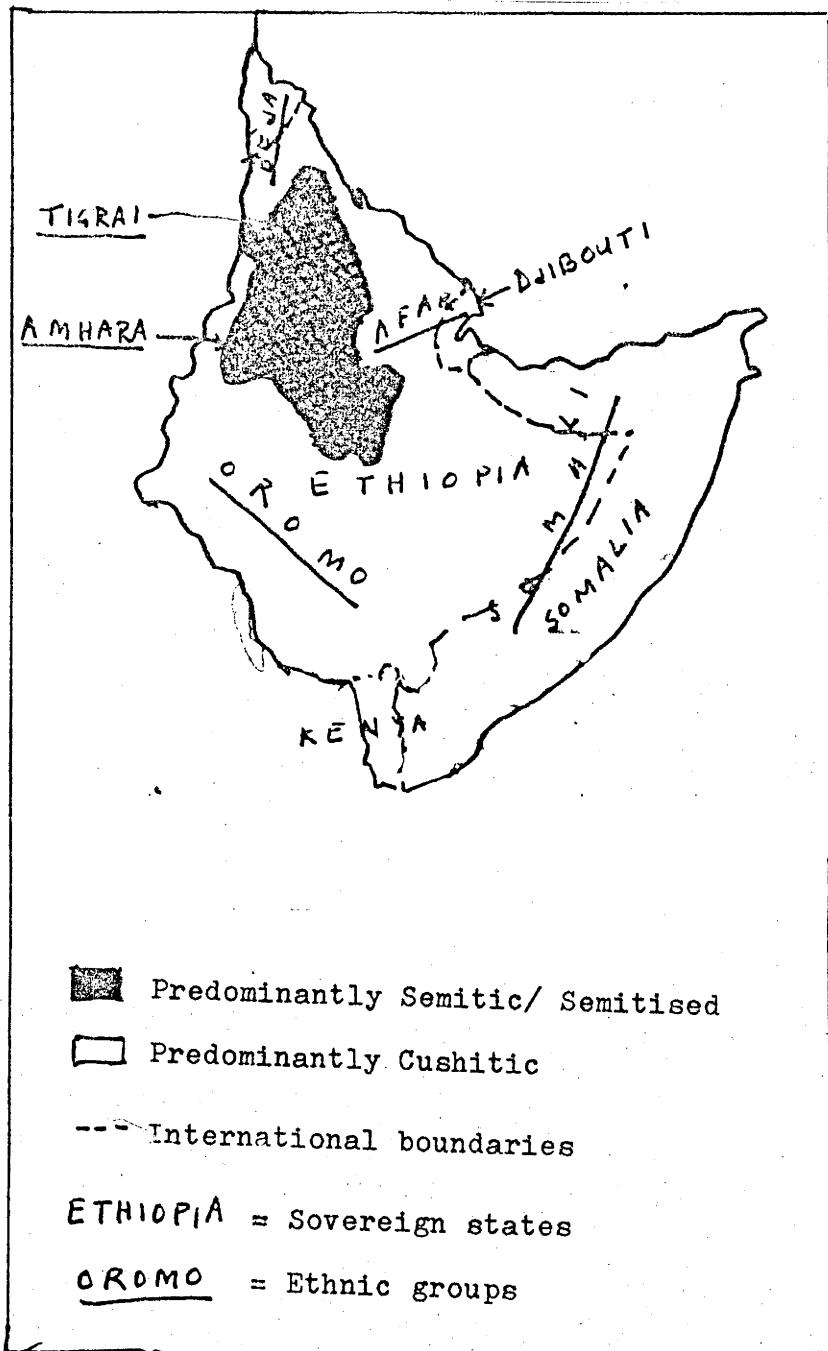 BEJA
TIGRAI
AMHARA
AFAR
DJIBOUTI
ETHIOPIA
OROMO
SOMALI
SOMALIA
KENYA
Predominantly Semitic/ Semitised
Predominantly Cushitic
International boundaries
ETHIOPIA = Sovereign states
OROMO = Ethnic groups